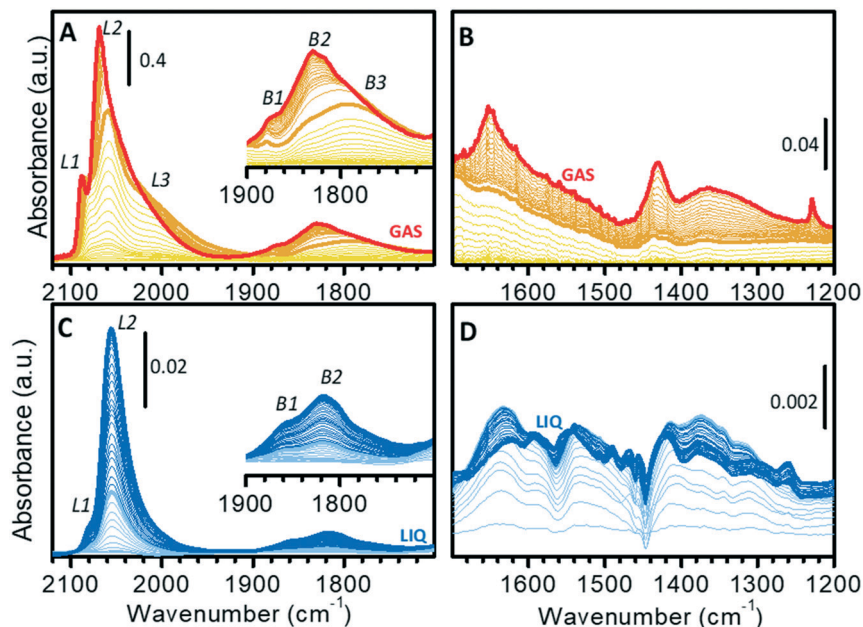 A
L2
0.4
B2
B1
B3
L1
L3
1900
1800
GAS
Absorbance (a.u.)
2100
2000
1900
1800
B
0.04
GAS
1600
1500
1400
1300
1200
C
L2
0.02
B2
B1
L1
1900
1800
LIQ
Absorbance (a.u.)
2100
2000
1900
1800
Wavenumber (cm-1)
D
0.002
LIQ
1600
1500
1400
1300
1200
Wavenumber (cm-1)